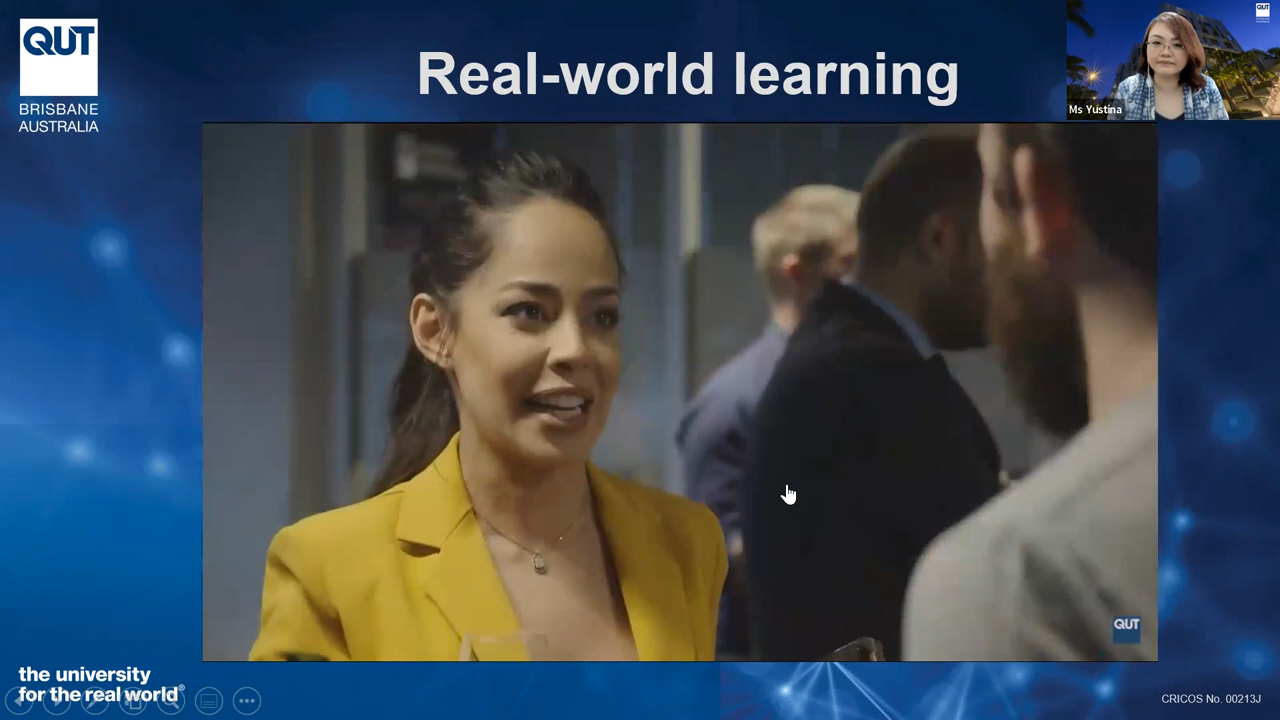 QUT
BRISBANE
AUSTRALIA
Real-world learning
QUT
Ms Yustina
QUT
the university
for the real world®
CRICOS No. 00213J